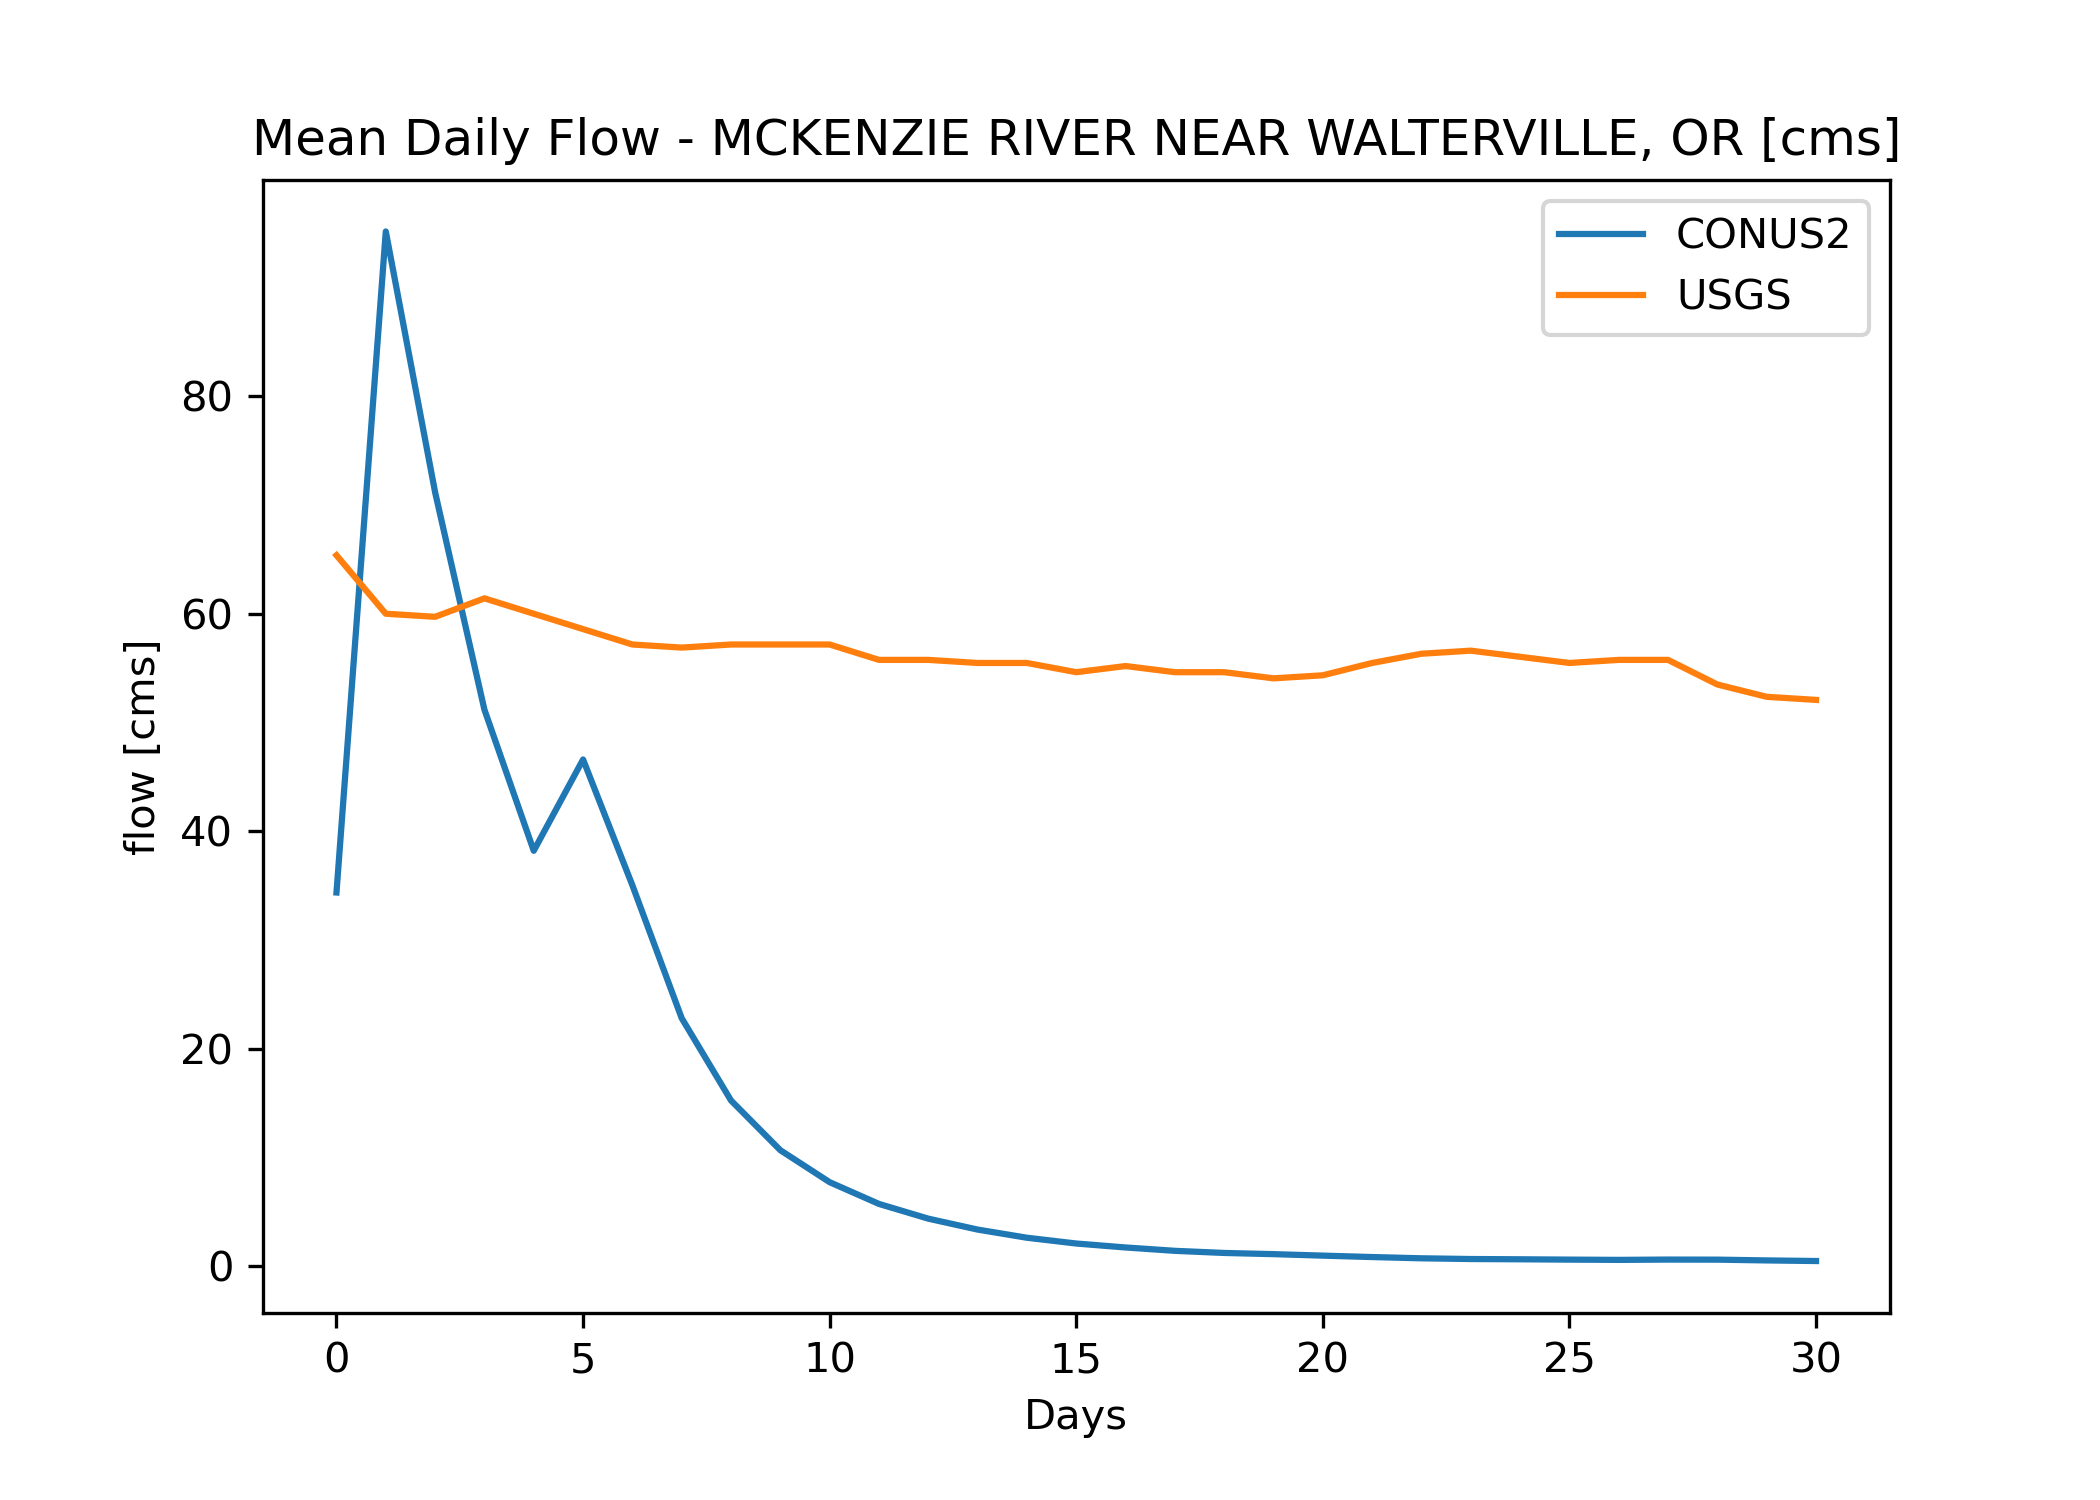 Mean Daily Flow - MCKENZIE RIVER NEAR WALTERVILLE, OR [cms]
CONUS2
USGS
80
60
40
20
0
flow [cms]
0 5 10 15 20 25 30
Days